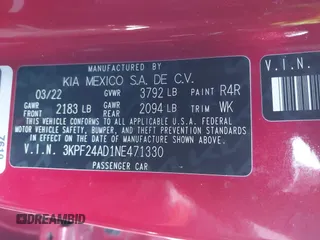 MANUFACTURED BY
KIA MEXICO S.A. DE C.V.
03/22 GVWR 3792 LB PAINT R4R
GAWR FRONT 2183 LB GAWR REAR 2094 LB TRIM WK
THIS VEHICLE CONFORMS TO ALL APPLICABLE U.S. FEDERAL
MOTOR VEHICLE SAFETY, BUMPER, AND THEFT PREVENTION
STANDARDS IN EFFECT ON THE DATE OF MANUFACTURE SHOWN ABOVE.
V.I.N. 3KPF24AD1NE471330
PASSENGER CAR
V.I.N.
7610
DREAMBID